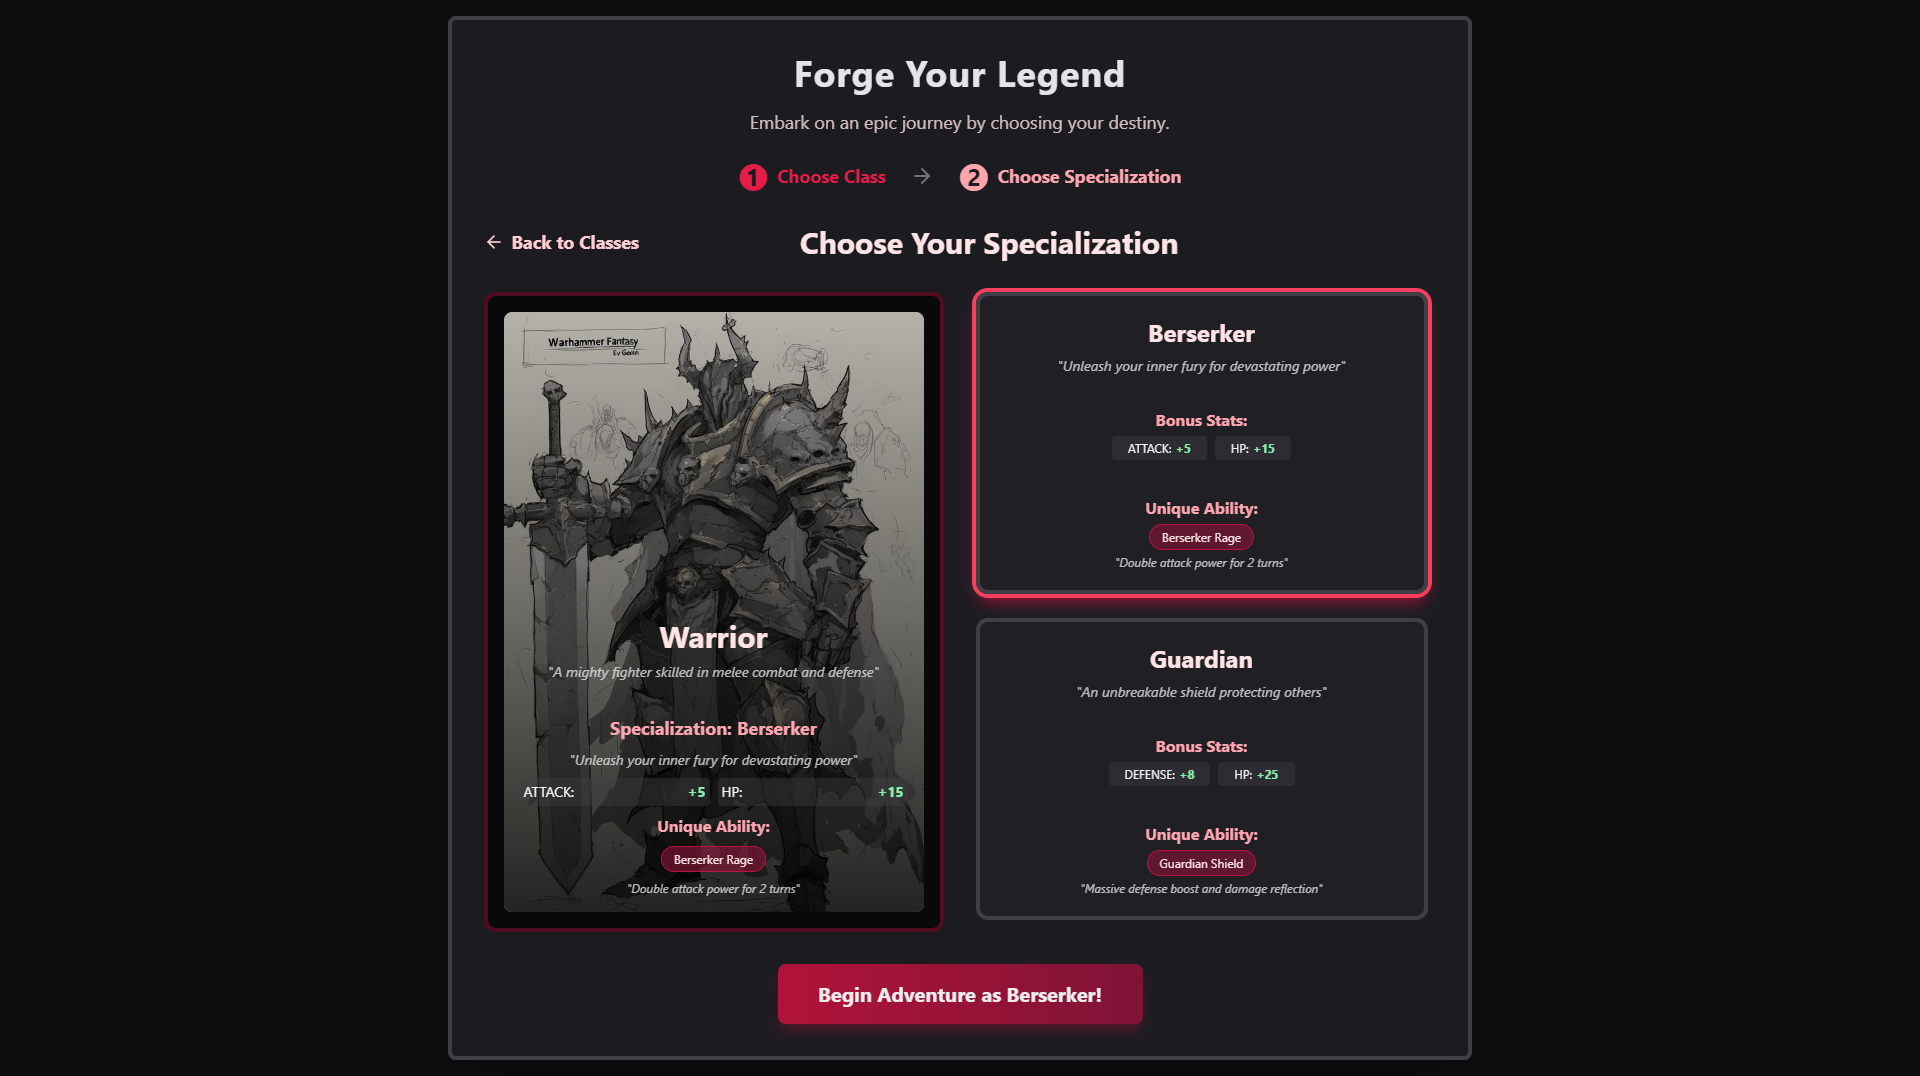 Forge Your Legend
Embark on an epic journey by choosing your destiny.
1 Choose Class → 2 Choose Specialization
← Back to Classes
Choose Your Specialization
Warhammer Fantasy
Warrior
"A mighty fighter skilled in melee combat and defense"
Specialization: Berserker
"Unleash your inner fury for devastating power"
ATTACK: +5 HP: +15
Unique Ability:
Berserker Rage
"Double attack power for 2 turns"
Berserker
"Unleash your inner fury for devastating power"
Bonus Stats:
ATTACK: +5 HP: +15
Unique Ability:
Berserker Rage
"Double attack power for 2 turns"
Guardian
"An unbreakable shield protecting others"
Bonus Stats:
DEFENSE: +8 HP: +25
Unique Ability:
Guardian Shield
"Massive defense boost and damage reflection"
Begin Adventure as Berserker!